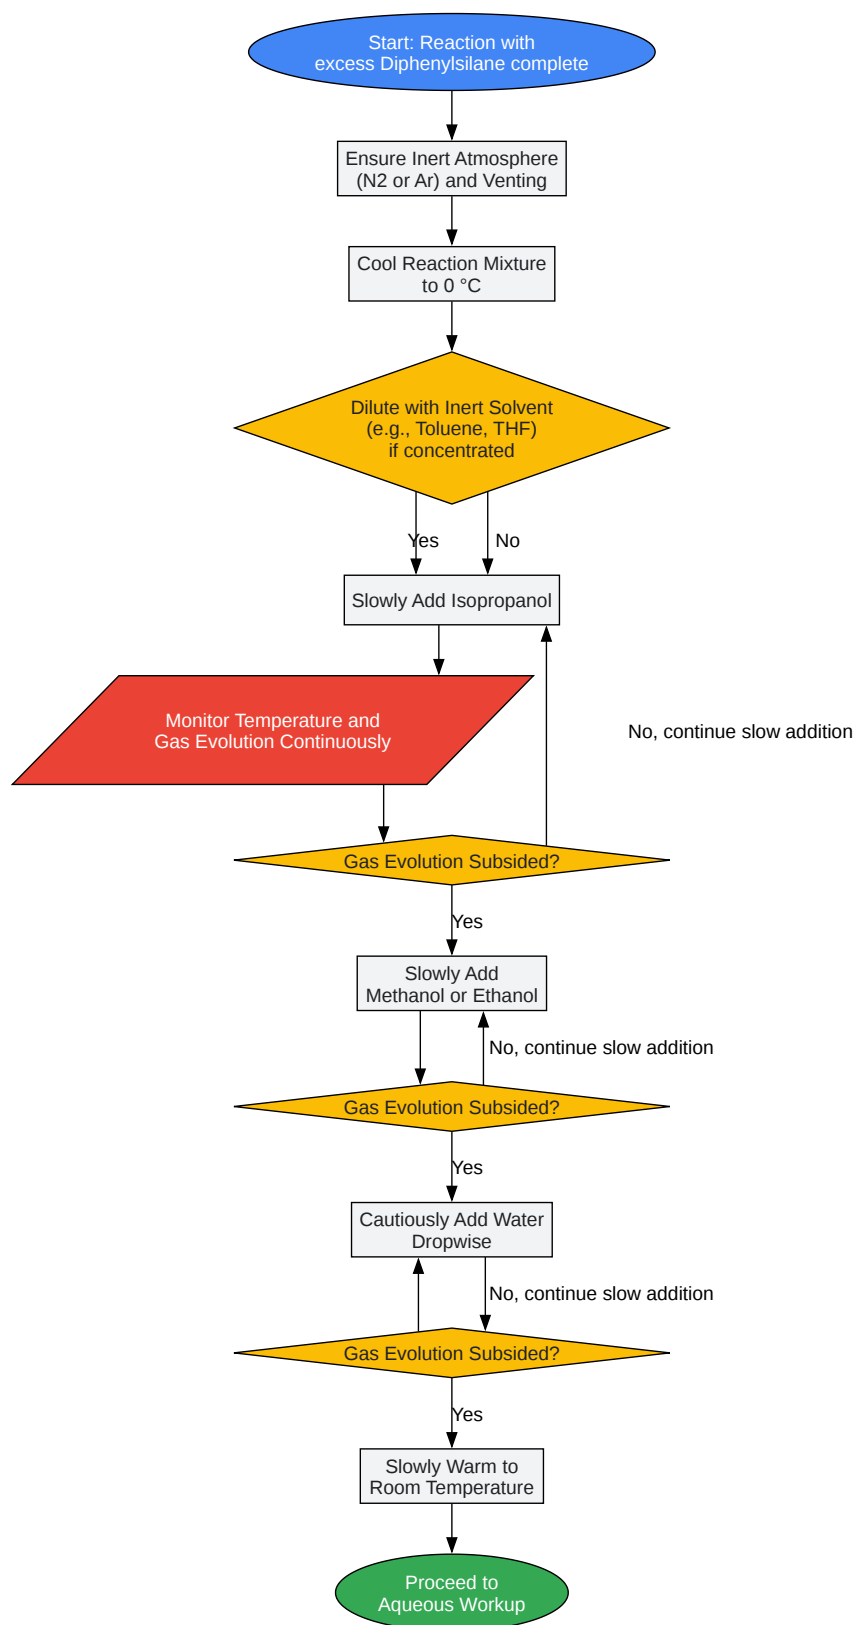 Start: Reaction with
excess Diphenylsilane complete
Ensure Inert Atmosphere
(N2 or Ar) and Venting
Cool Reaction Mixture
to 0 °C
Dilute with Inert Solvent
(e.g., Toluene, THF)
if concentrated
Yes
No
Slowly Add Isopropanol
Monitor Temperature and
Gas Evolution Continuously
No, continue slow addition
Gas Evolution Subsided?
Yes
Slowly Add
Methanol or Ethanol
No, continue slow addition
Gas Evolution Subsided?
Yes
Cautiously Add Water
Dropwise
No, continue slow addition
Gas Evolution Subsided?
Yes
Slowly Warm to
Room Temperature
Proceed to
Aqueous Workup